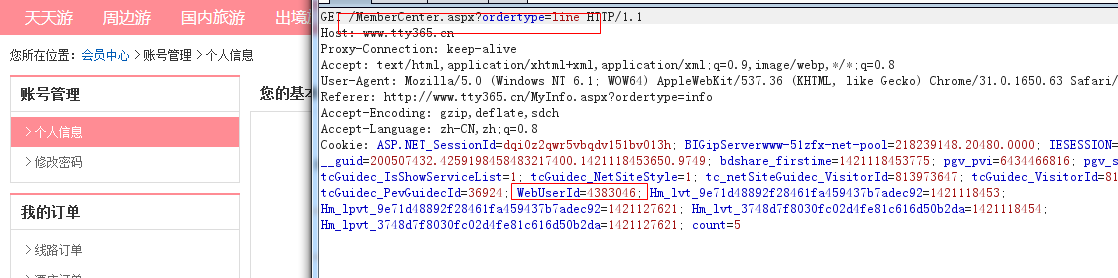 天天游 周边游 国内游 出境
您所在位置：会员中心 > 账号管理 > 个人信息
账号管理
> 个人信息
> 修改密码
我的订单
> 线路订单
您的基本
GET /MemberCenter.aspx?ordertype=line HTTP/1.1
Host: www.tty365.cn
Proxy-Connection: keep-alive
Accept: text/html,application/xhtml+xml,application/xml;q=0.9,image/webp,*/*;q=0.8
User-Agent: Mozilla/5.0 (Windows NT 6.1; WOW64) AppleWebKit/537.36 (KHTML, like Gecko) Chrome/31.0.1650.63 Safari/
Referer: http://www.tty365.cn/MyInfo.aspx?ordertype=info
Accept-Encoding: gzip,deflate,sdch
Accept-Language: zh-CN,zh;q=0.8
Cookie: ASP.NET_SessionId=dqi0z2qwr5vbqdv151bv013h; BIGipServerwww-51zfx-net-pool=218239148.20480.0000; IESESSION=
__guid=200507432.4259198458483217400.1421118453650.9749; bdshare_firstime=1421118453775; pgv_pvi=6434466816; pgv_s
tcGuidec_IsShowServiceList=1; tcGuidec_NetSiteStyle=1; tc_netSiteGuidec_VisitorId=813973647; tcGuidec_VisitorId=81
tcGuidec_PevGuidecId=36924; WebUserId=4383046; Hm_lvt_9e71d48892f28461fa459437b7adec92=1421118453;
Hm_lpvt_9e71d48892f28461fa459437b7adec92=1421127621; Hm_lvt_3748d7f8030fc02d4fe81c616d50b2da=1421118454;
Hm_lpvt_3748d7f8030fc02d4fe81c616d50b2da=1421127621; count=5